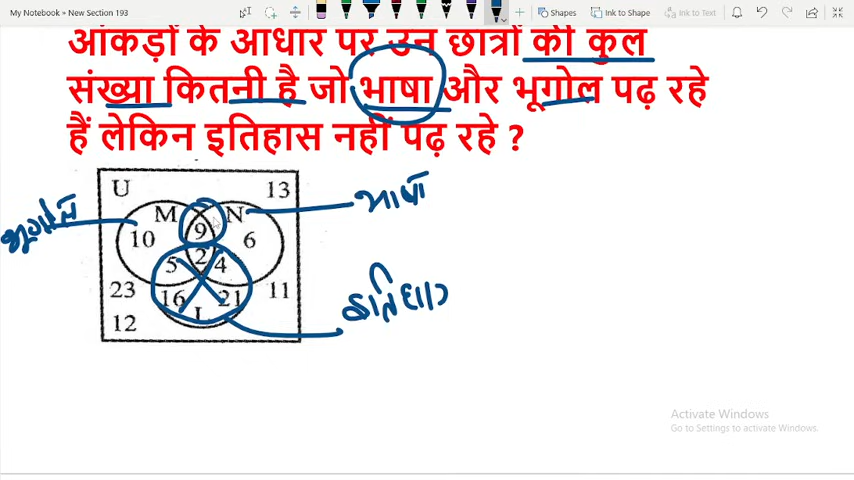 My Notebook » New Section 193
Shapes
Ink to Shape
Ink to Text
आंकड़ों के आधार पर उन छात्रों की कुल
संख्या कितनी है जो भाषा और भूगोल पढ़ रहे
हैं लेकिन इतिहास नहीं पढ़ रहे ?
U 13
M N
भाषा
भूगोल
10 9 6
2
5 4
23 16 21 11
L
12
इतिहास
Activate Windows
Go to Settings to activate Windows.